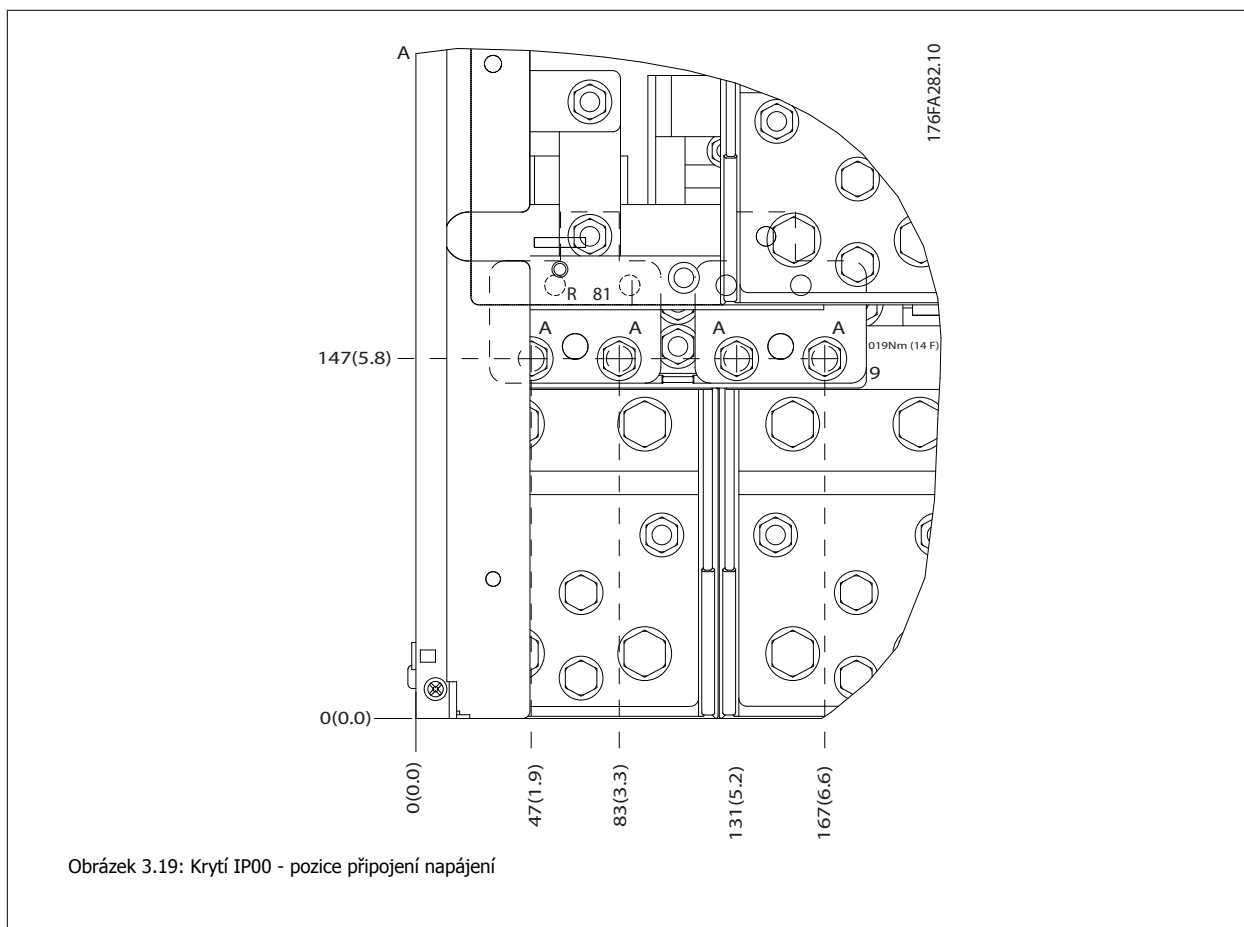 A
176FA282.10
R 81
A A A A
147(5.8)
019Nm (14 F)
9
0(0.0)
0(0.0)
47(1.9)
83(3.3)
131(5.2)
167(6.6)
Obrázek 3.19: Krytí IP00 - pozice připojení napájení